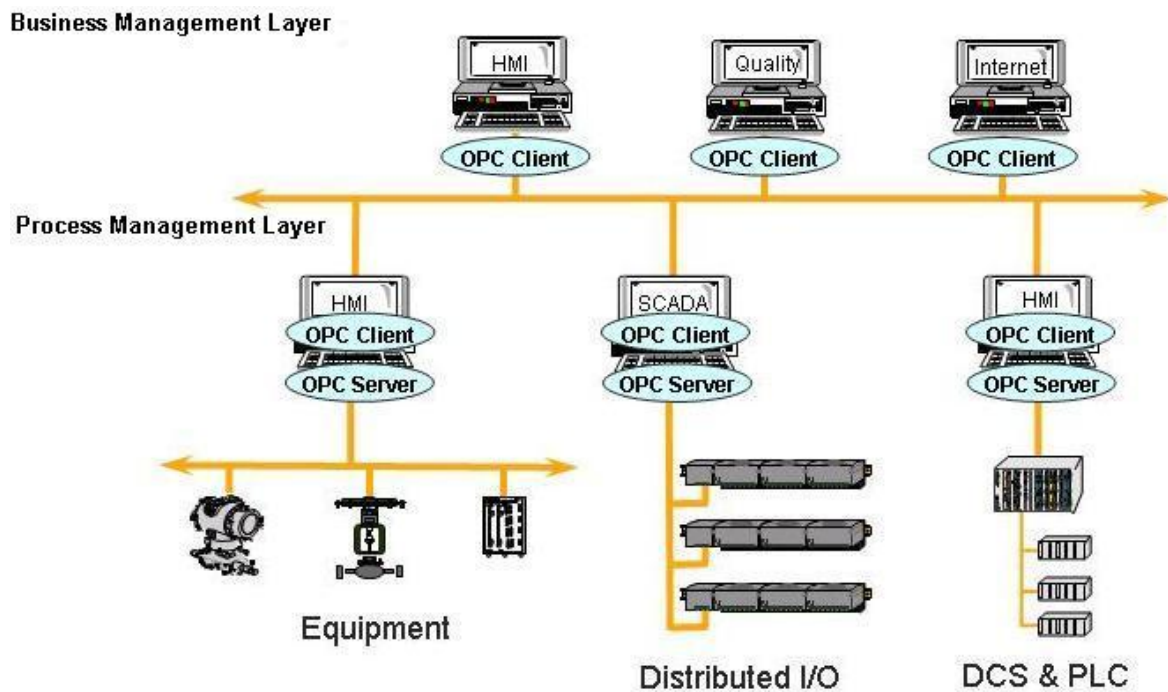 Business Management Layer
HMI
Quality
Internet
OPC Client
OPC Client
OPC Client
Process Management Layer
HMI
SCADA
HMI
OPC Client
OPC Client
OPC Client
OPC Server
OPC Server
OPC Server
Equipment
Distributed I/O
DCS & PLC